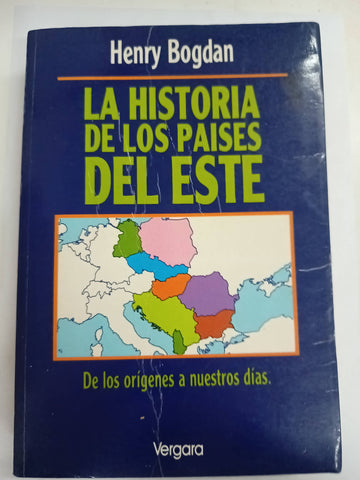 Henry Bogdan
LA HISTORIA
DE LOS PAISES
DEL ESTE
De los orígenes a nuestros días.
Vergara